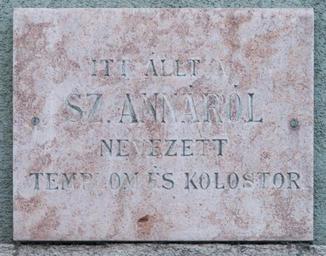 ITT ÁLLT A
SZ. ANNÁRÓL
NEVEZETT
TEMPLOM ÉS KOLOSTOR